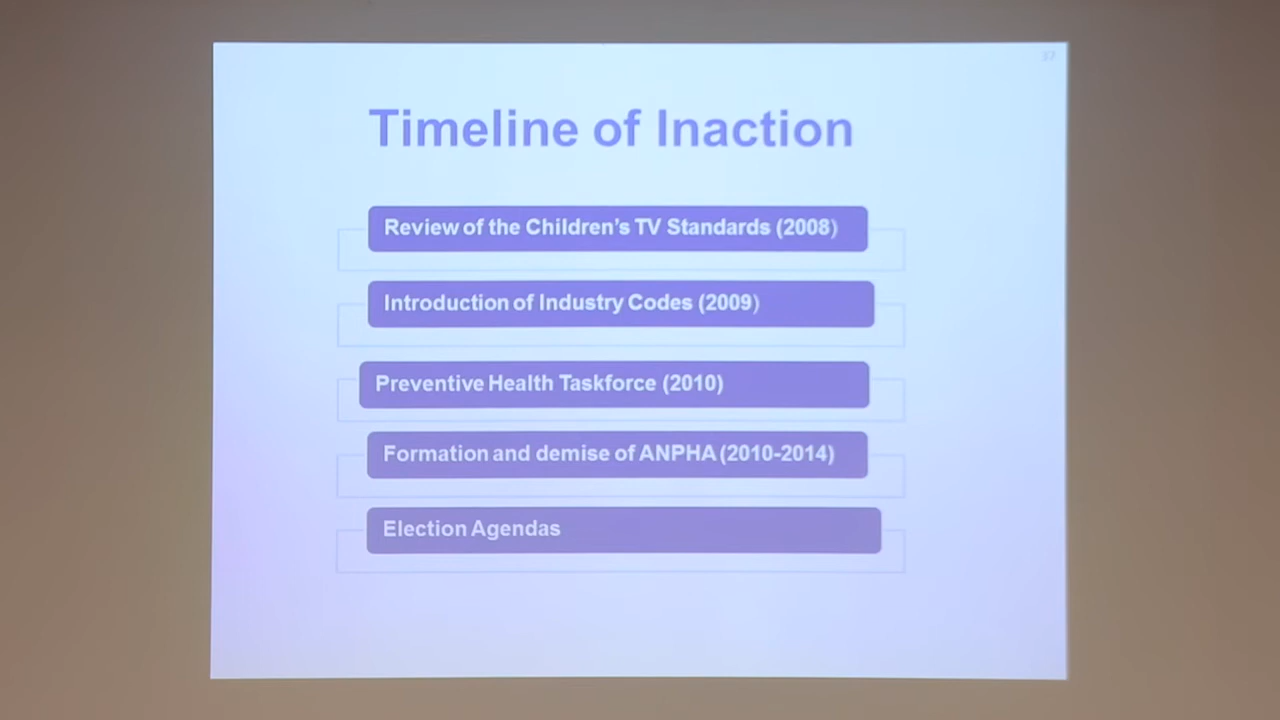 Timeline of Inaction
Review of the Children's TV Standards (2008)
Introduction of Industry Codes (2009)
Preventive Health Taskforce (2010)
Formation and demise of ANPHA (2010-2014)
Election Agendas